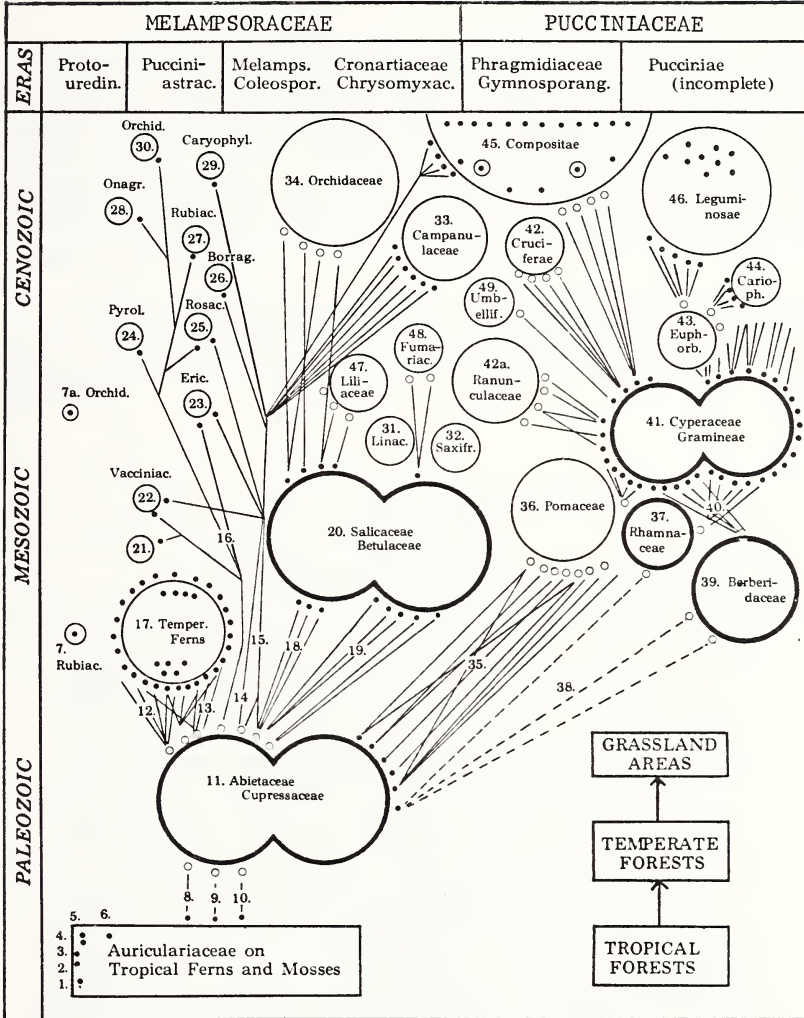 MELAMPSORACEAE
PUCCINIACEAE
ERAS
Proto-
uredin.
Puccini-
astrac.
Melamps. Cronartiaceae
Coleospor. Chrysomyxac.
Phragmidiaceae
Gymnosporang.
Pucciniae
(incomplete)
CENOZOIC
MESOZOIC
PALEOZOIC
Orchid.
30.
Caryophyl.
29.
Onagr.
28.
Rubiac.
27.
Borrag.
26.
Pyrol.
24.
Rosac.
25.
Eric.
23.
7a. Orchid.
Vacciniac.
22.
21.
16.
34. Orchidaceae
45. Compositae
46. Legumi-
nosae
33.
Campanu-
laceae
42.
Cruci-
ferae
49.
Umb-
ellif.
44.
Carioph.
43.
Euph-
orb.
48.
Fuma-
riac.
47.
Lili-
aceae
42a.
Ranun-
culaceae
31.
Linac.
32.
Saxifr.
41. Cyperaceae
Gramineae
40.
20. Salicaceae
Betulaceae
36. Pomaceae
37.
Rhamna-
ceae
39. Berberi-
daceae
17. Temper.
Ferns
7.
Rubiac.
12.
13.
14
15.
18.
19.
35.
38.
11. Abietaceae
Cupressaceae
8.
9.
10.
5.
6.
4.
3.
2.
1.
Auriculariaceae on
Tropical Ferns and Mosses
GRASSLAND
AREAS
TEMPERATE
FORESTS
TROPICAL
FORESTS